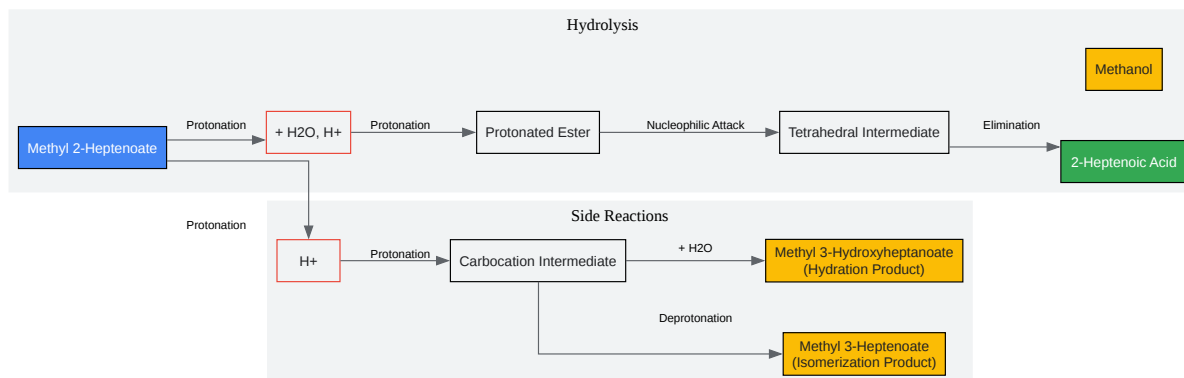 Hydrolysis
Methanol
Protonation
+ H2O, H+
Protonation
Protonated Ester
Nucleophilic Attack
Tetrahedral Intermediate
Elimination
Methyl 2-Heptenoate
2-Heptenoic Acid
Side Reactions
Protonation
H+
Protonation
Carbocation Intermediate
+ H2O
Methyl 3-Hydroxyheptanoate
(Hydration Product)
Deprotonation
Methyl 3-Heptenoate
(Isomerization Product)